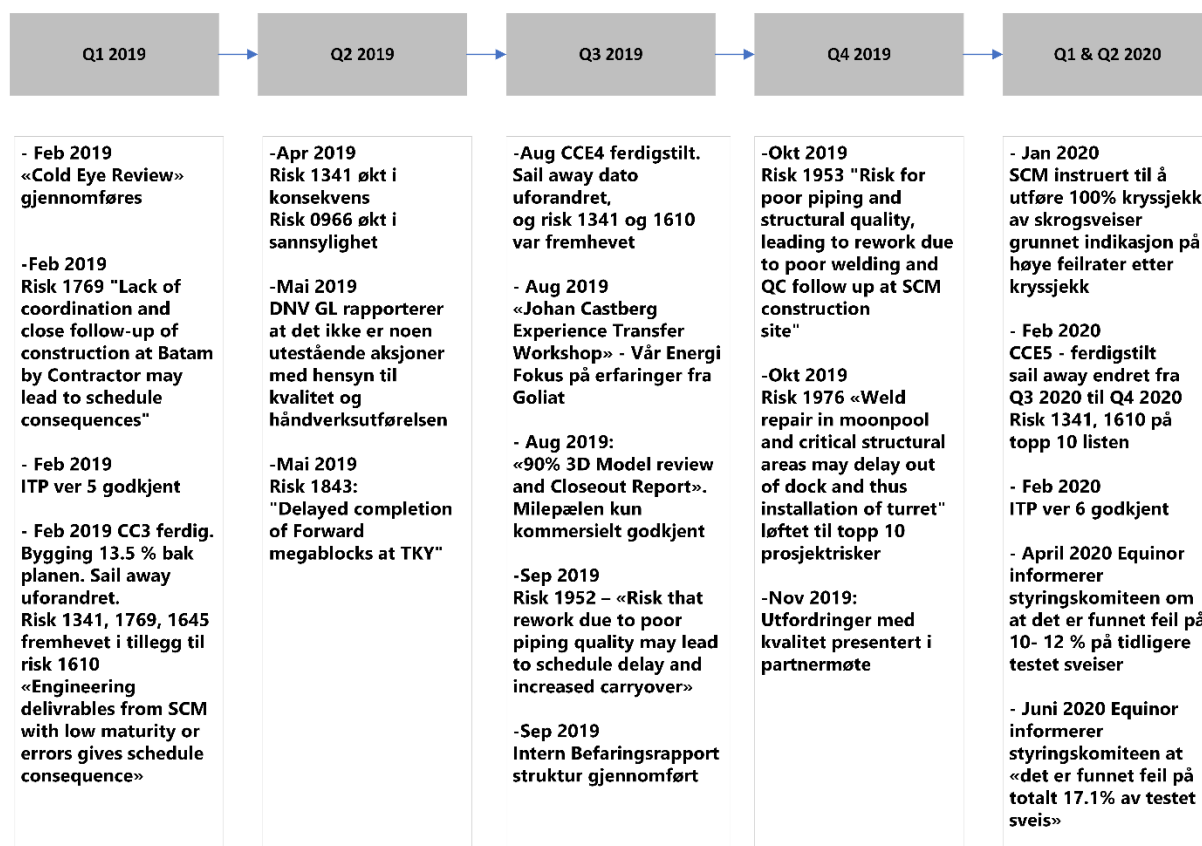 Q1 2019
Q2 2019
Q3 2019
Q4 2019
Q1 & Q2 2020
- Feb 2019
«Cold Eye Review»
gjennomføres
-Feb 2019
Risk 1769 "Lack of
coordination and
close follow-up of
construction at Batam
by Contractor may
lead to schedule
consequences"
- Feb 2019
ITP ver 5 godkjent
- Feb 2019 CC3 ferdig.
Bygging 13.5 % bak
planen. Sail away
uforandret.
Risk 1341, 1769, 1645
fremhevet i tillegg til
risk 1610
«Engineering
delivrables from SCM
with low maturity or
errors gives schedule
consequence»
-Apr 2019
Risk 1341 økt i
konsekvens
Risk 0966 økt i
sannsylighet
-Mai 2019
DNV GL rapporterer
at det ikke er noen
utestående aksjoner
med hensyn til
kvalitet og
håndverksutførelsen
-Mai 2019
Risk 1843:
"Delayed completion
of Forward
megablocks at TKY"
-Aug CCE4 ferdigstilt.
Sail away dato
uforandret,
og risk 1341 og 1610
var fremhevet
- Aug 2019
«Johan Castberg
Experience Transfer
Workshop» - Vår Energi
Fokus på erfaringer fra
Goliat
- Aug 2019:
«90% 3D Model review
and Closeout Report».
Milepælen kun
kommersielt godkjent
-Sep 2019
Risk 1952 – «Risk that
rework due to poor
piping quality may lead
to schedule delay and
increased carryover»
-Sep 2019
Intern Befaringsrapport
struktur gjennomført
-Okt 2019
Risk 1953 "Risk for
poor piping and
structural quality,
leading to rework due
to poor welding and
QC follow up at SCM
construction
site"
-Okt 2019
Risk 1976 «Weld
repair in moonpool
and critical structural
areas may delay out
of dock and thus
installation of turret"
løftet til topp 10
prosjektrisker
-Nov 2019:
Utfordringer med
kvalitet presentert i
partnermøte
- Jan 2020
SCM instruert til å
utføre 100% kryssjekk
av skrogsveiser
grunnet indikasjon på
høye feilrater etter
kryssjekk
- Feb 2020
CCE5 - ferdigstilt
sail away endret fra
Q3 2020 til Q4 2020
Risk 1341, 1610 på
topp 10 listen
- Feb 2020
ITP ver 6 godkjent
- April 2020 Equinor
informerer
styringskomiteen om
at det er funnet feil på
10- 12 % på tidligere
testet sveiser
- Juni 2020 Equinor
informerer
styringskomiteen at
«det er funnet feil på
totalt 17.1% av testet
sveis»